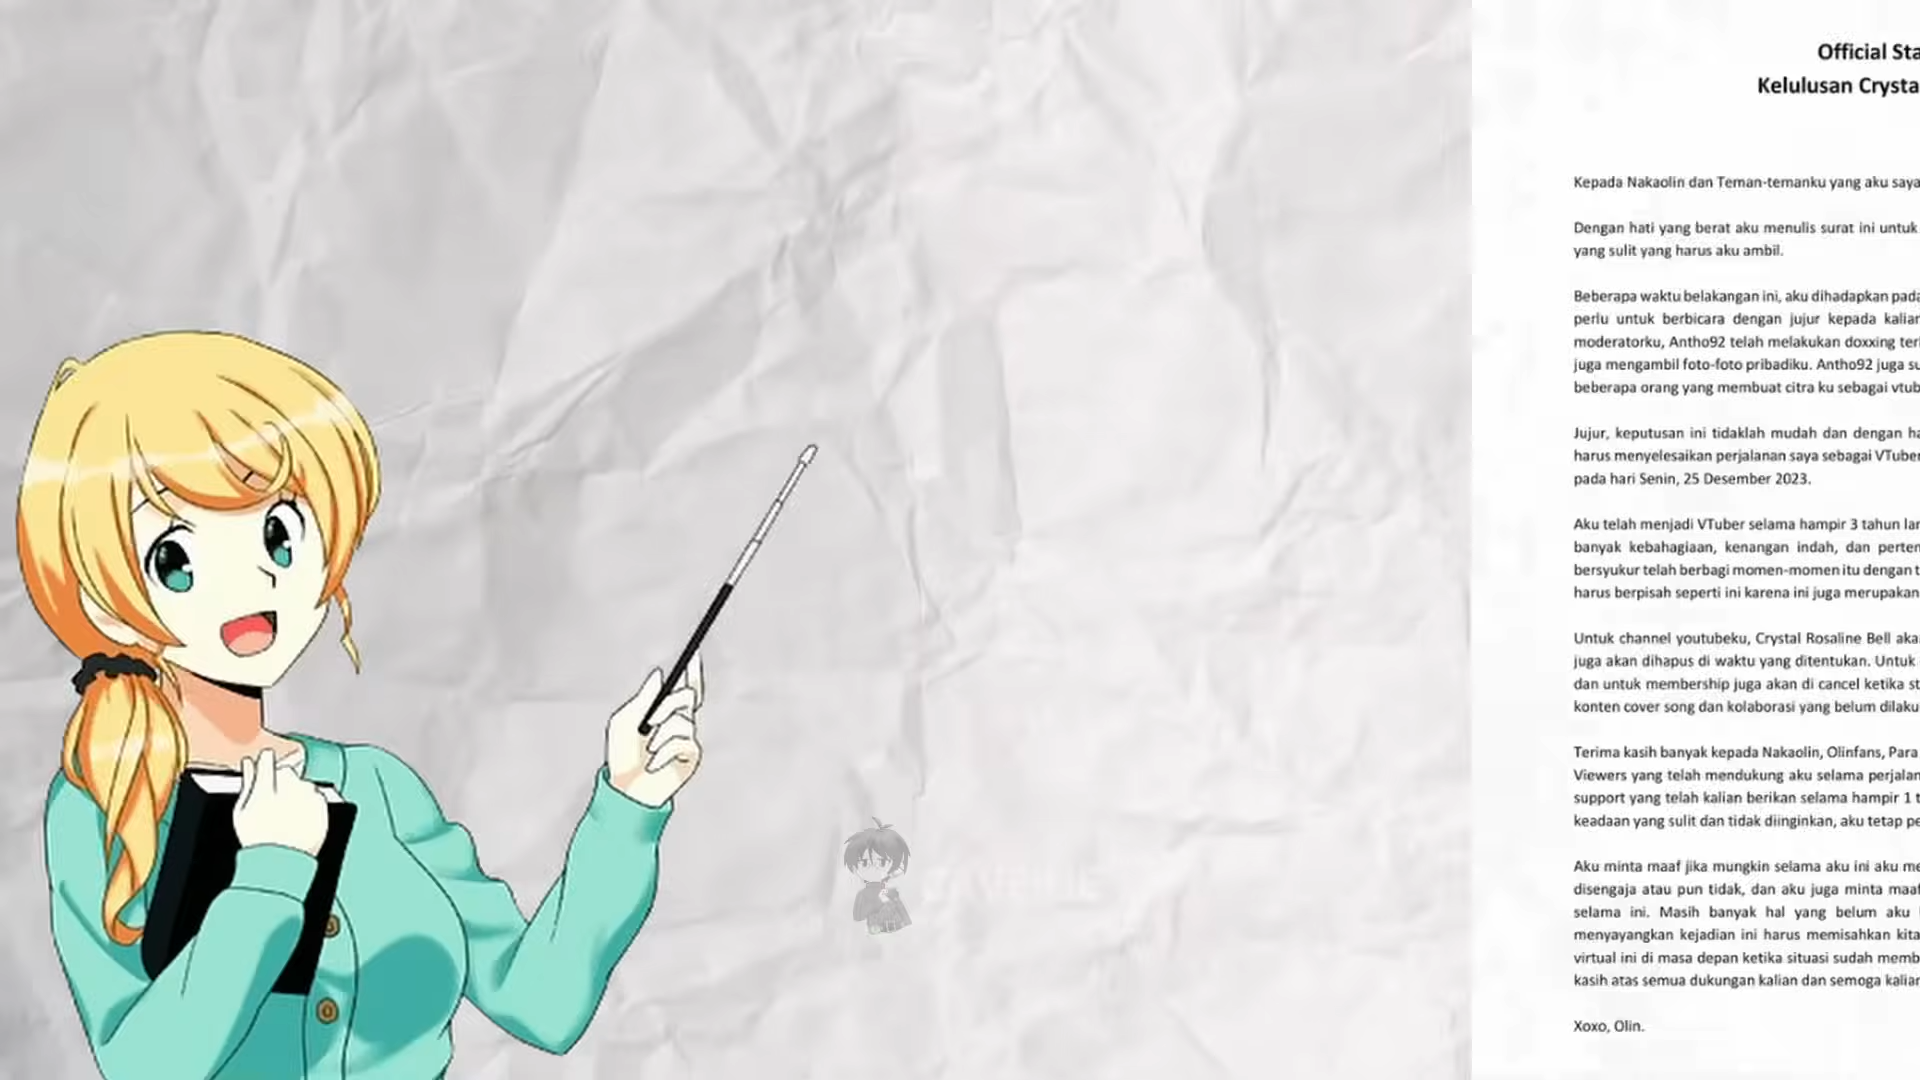 Official Sta
Kelulusan Crysta
Kepada Nakaolin dan Teman-temanku yang aku saya
Dengan hati yang berat aku menulis surat ini untuk
yang sulit yang harus aku ambil.
Beberapa waktu belakangan ini, aku dihadapkan pada
perlu untuk berbicara dengan jujur kepada kalian
moderatorku, Antho92 telah melakukan doxxing ter
juga mengambil foto-foto pribadiku. Antho92 juga su
beberapa orang yang membuat citra ku sebagai vtub
Jujur, keputusan ini tidaklah mudah dan dengan ha
harus menyelesaikan perjalanan saya sebagai VTuber
pada hari Senin, 25 Desember 2023.
Aku telah menjadi VTuber selama hampir 3 tahun la
banyak kebahagiaan, kenangan indah, dan perten
bersyukur telah berbagi momen-momen itu dengan t
harus berpisah seperti ini karena ini juga merupakan
Untuk channel youtubeku, Crystal Rosaline Bell aka
juga akan dihapus di waktu yang ditentukan. Untuk
dan untuk membership juga akan di cancel ketika st
konten cover song dan kolaborasi yang belum dilaku
Terima kasih banyak kepada Nakaolin, Olinfans, Para
Viewers yang telah mendukung aku selama perjalan
support yang telah kalian berikan selama hampir 1 t
keadaan yang sulit dan tidak diinginkan, aku tetap pe
Aku minta maaf jika mungkin selama aku ini aku me
disengaja atau pun tidak, dan aku juga minta maaf
selama ini. Masih banyak hal yang belum aku
menyayangkan kejadian ini harus memisahkan kita
virtual ini di masa depan ketika situasi sudah memb
kasih atas semua dukungan kalian dan semoga kalian
Xoxo, Olin.